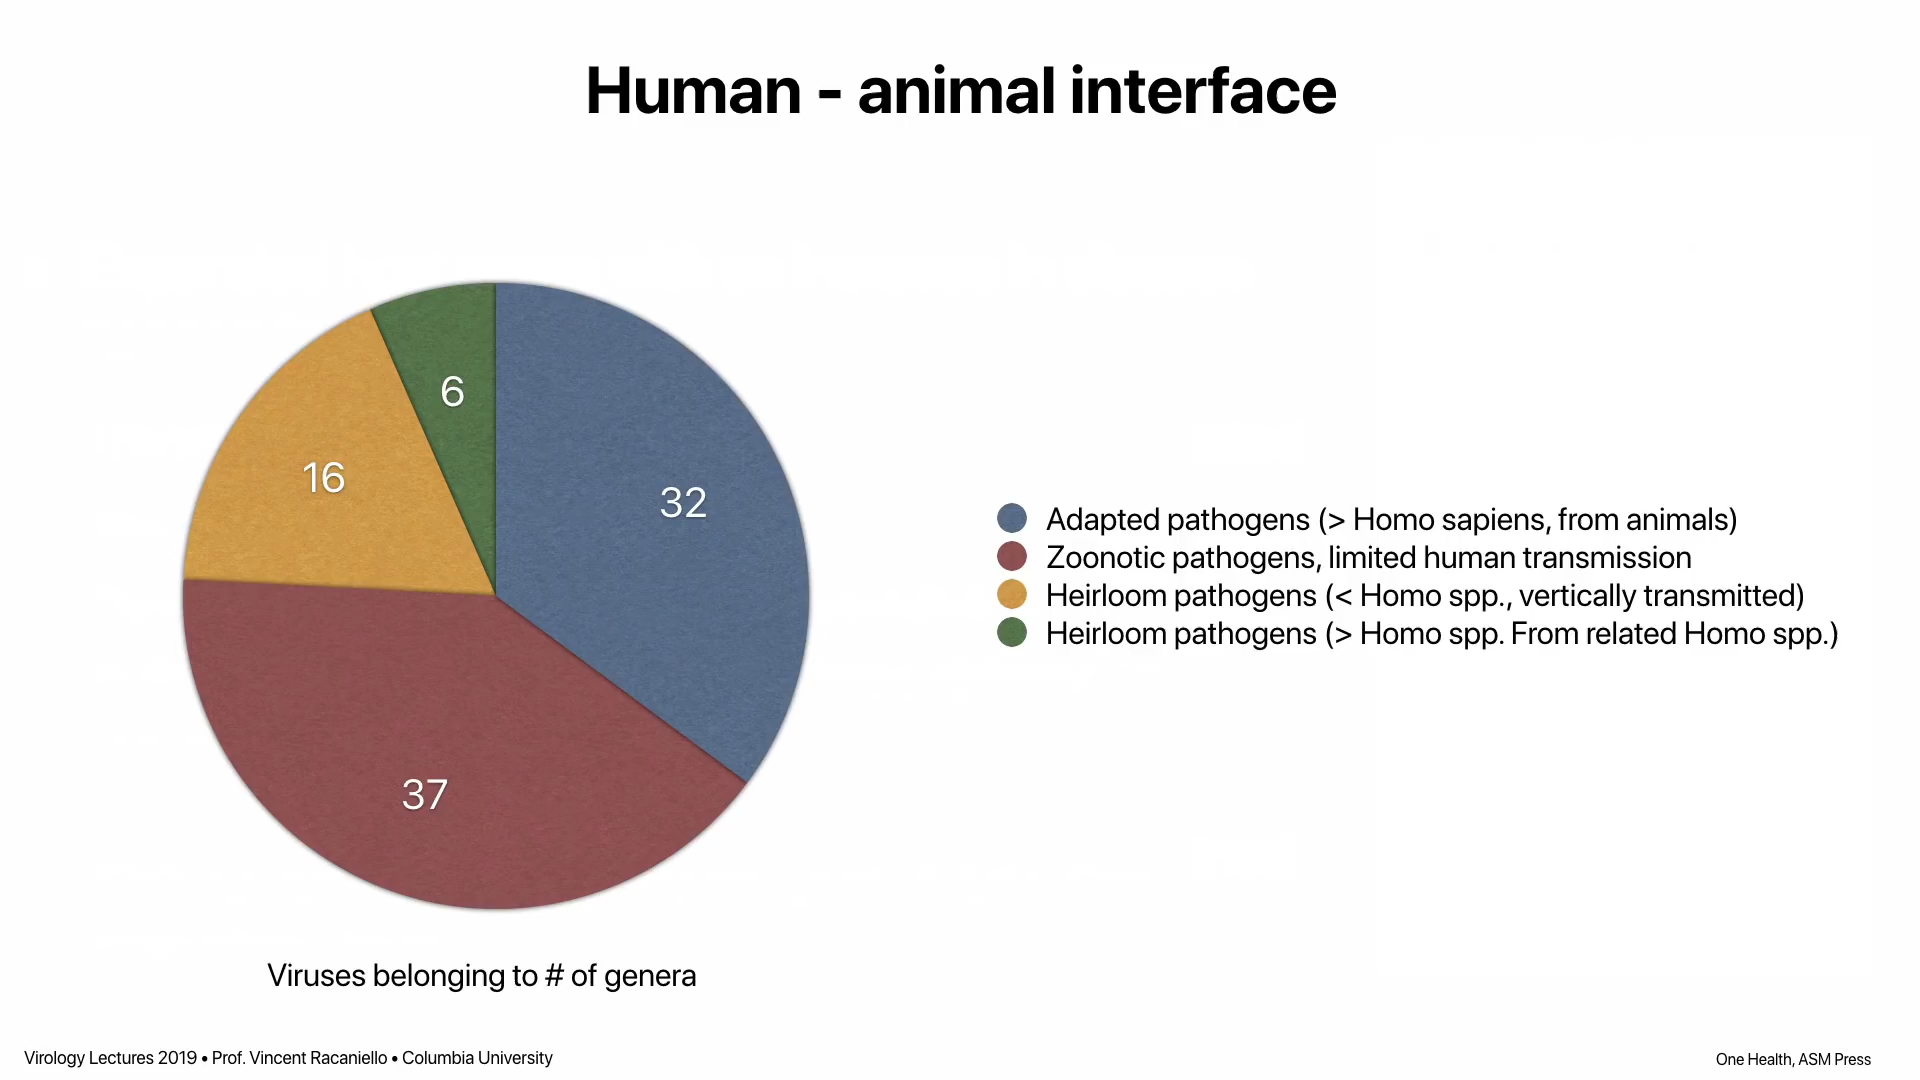 Human - animal interface
6
32
16
37
Adapted pathogens (> Homo sapiens, from animals)
Zoonotic pathogens, limited human transmission
Heirloom pathogens (< Homo spp., vertically transmitted)
Heirloom pathogens (> Homo spp. From related Homo spp.)
Viruses belonging to # of genera
Virology Lectures 2019 • Prof. Vincent Racaniello • Columbia University
One Health, ASM Press